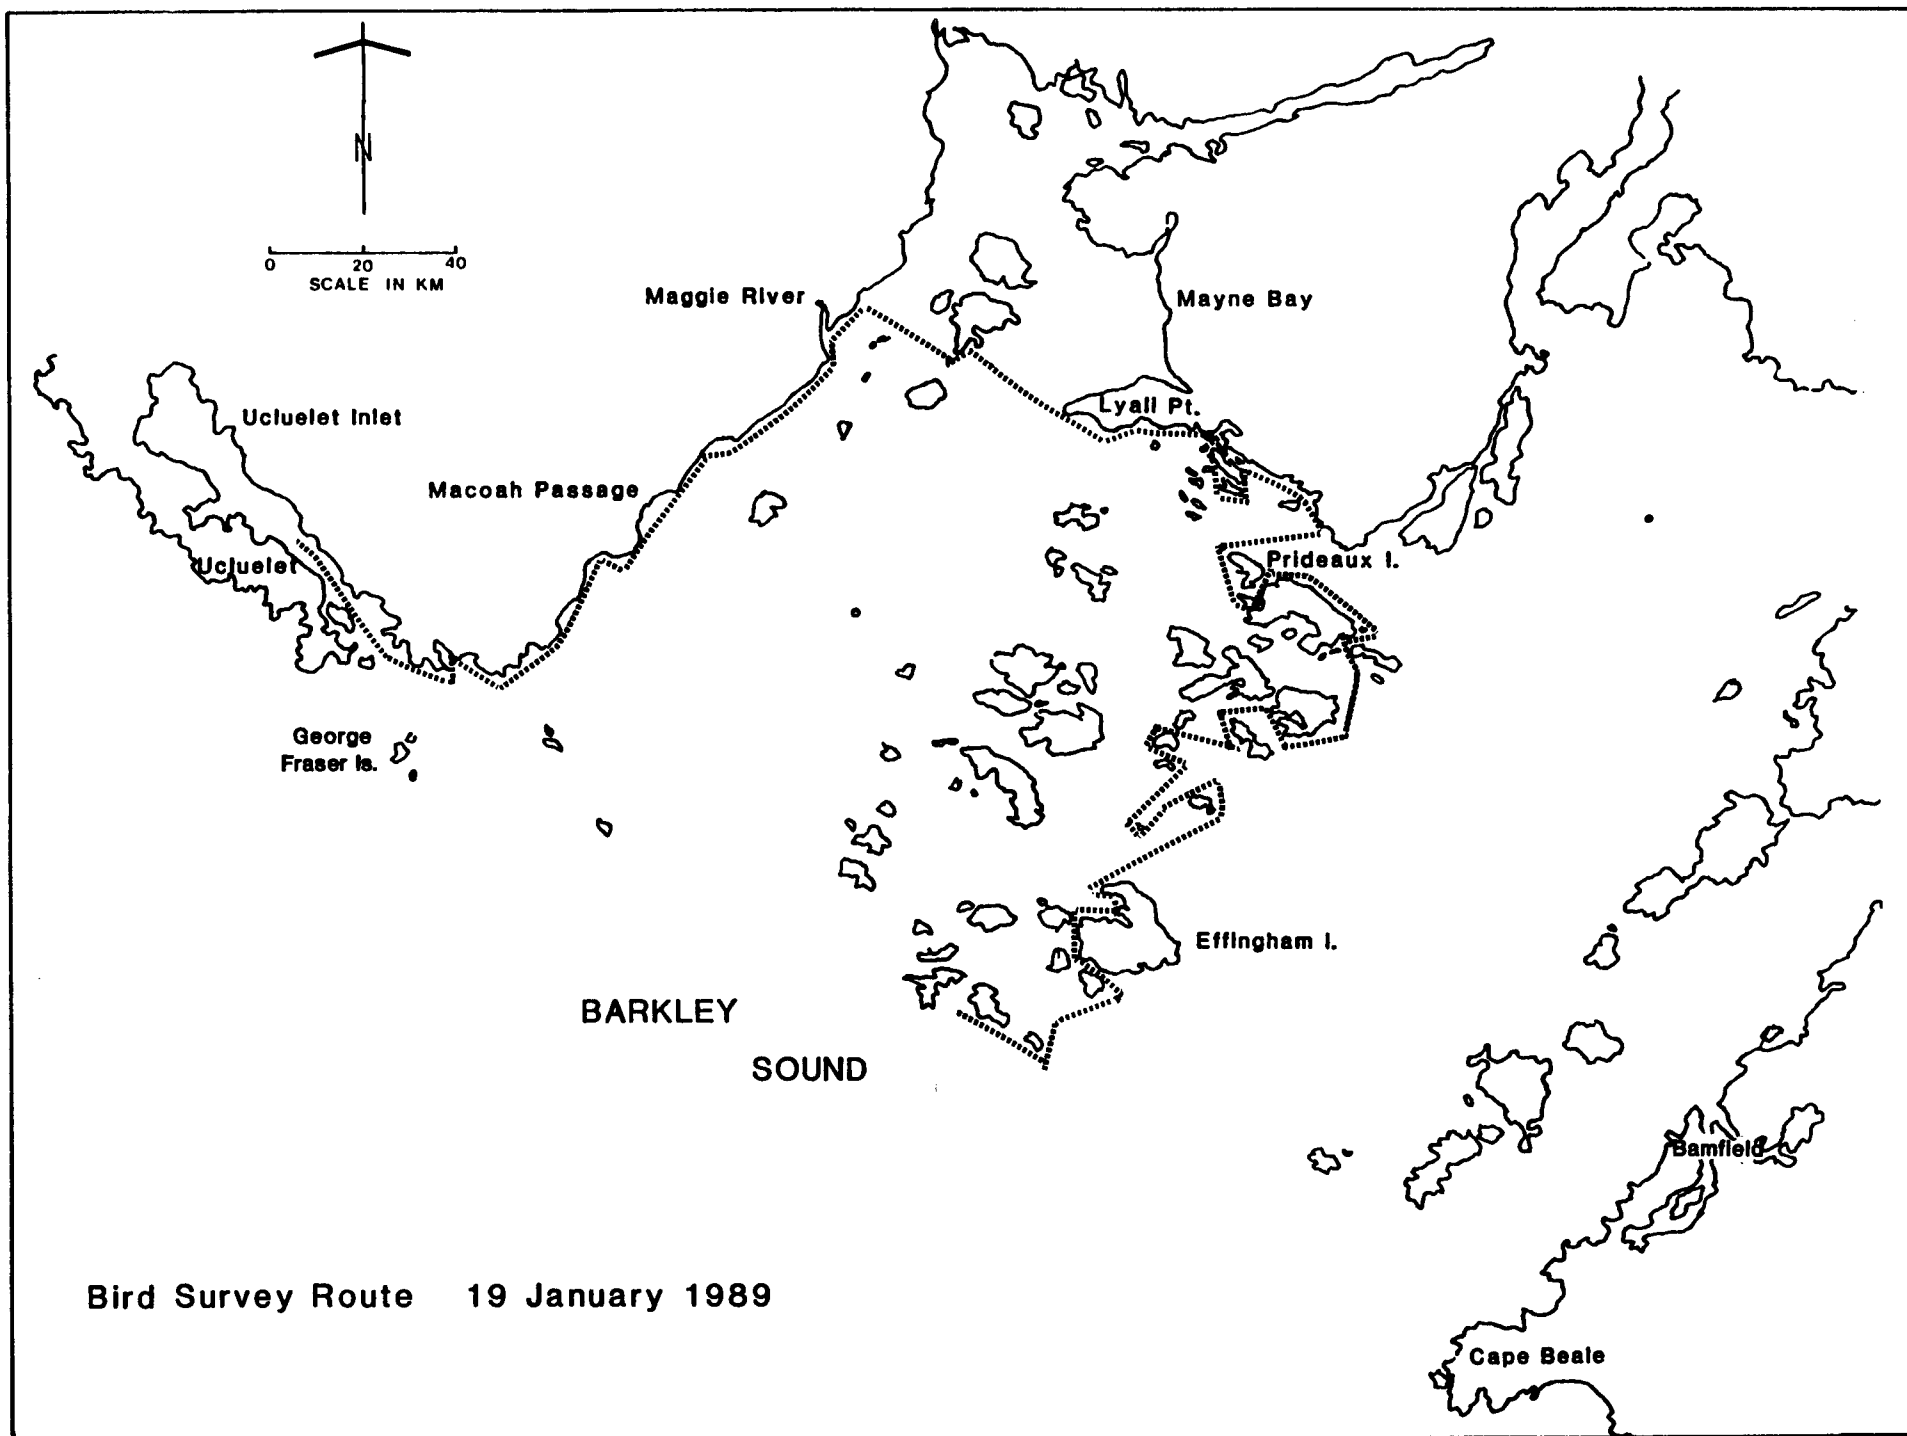 N
0 20 40
SCALE IN KM
Maggie River
Mayne Bay
Lyall Pt.
Ucluelet Inlet
Macoah Passage
Ucluelet
Prideaux I.
George
Fraser Is.
Effingham I.
BARKLEY
SOUND
Bamfield
Bird Survey Route 19 January 1989
Cape Beale